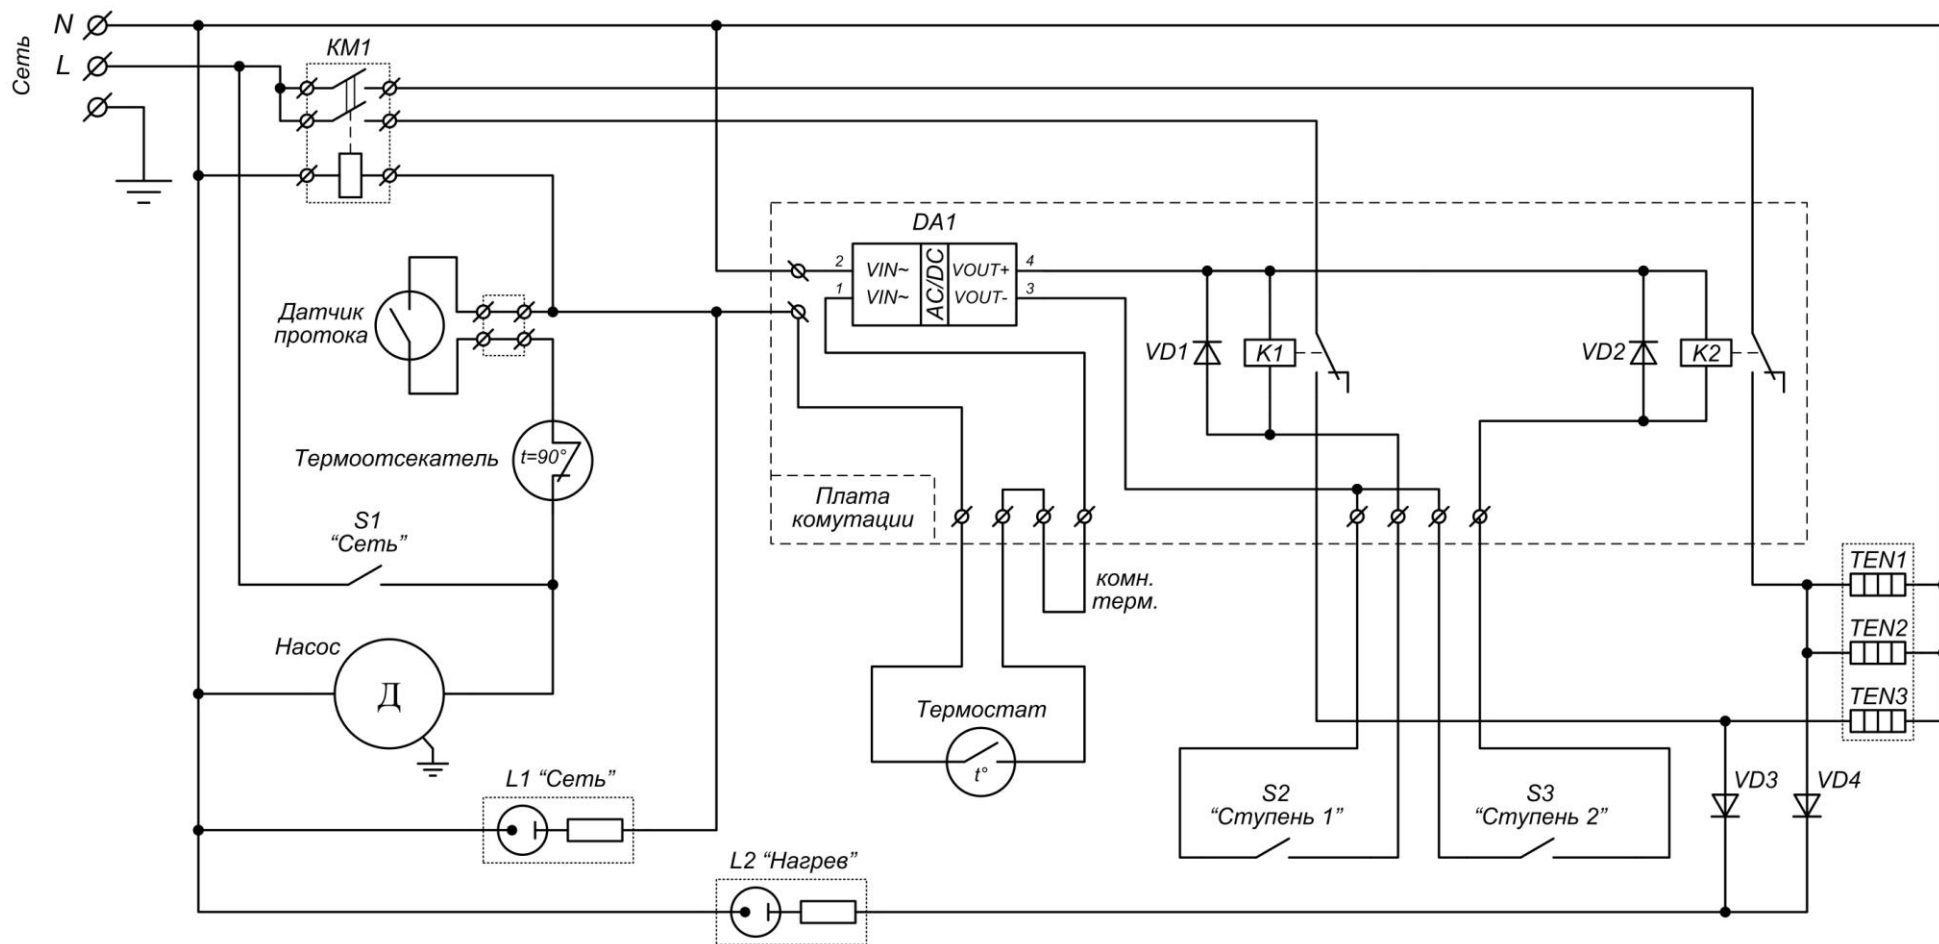 Сеть
N
L
КМ1
DA1
2
VIN~
AC/DC
VOUT+
4
1
VIN~
VOUT-
3
Датчик
протока
VD1
K1
VD2
K2
Термоотсекатель
t=90°
Плата
комутации
S1
“Сеть”
комн.
терм.
TEN1
TEN2
TEN3
Насос
Д
Термостат
t°
L1 “Сеть”
S2
“Ступень 1”
S3
“Ступень 2”
VD3
VD4
L2 “Нагрев”